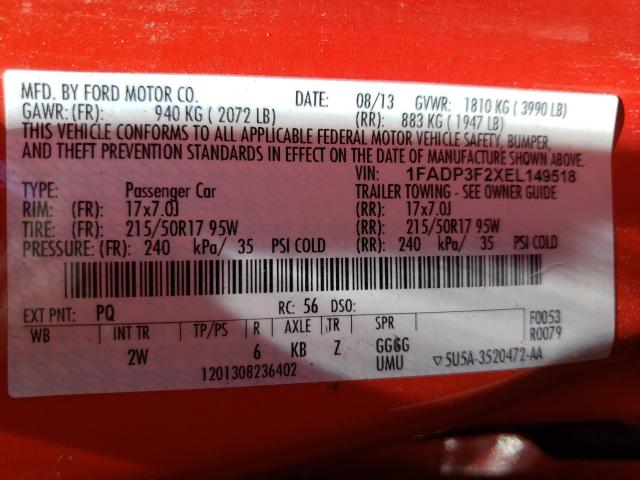 MFD. BY FORD MOTOR CO. DATE: 08/13 GVWR: 1810 KG ( 3990 LB)
GAWR: (FR): 940 KG ( 2072 LB) (RR): 883 KG ( 1947 LB)
THIS VEHICLE CONFORMS TO ALL APPLICABLE FEDERAL MOTOR VEHICLE SAFETY, BUMPER,
AND THEFT PREVENTION STANDARDS IN EFFECT ON THE DATE OF MANUFACTURE SHOWN ABOVE.
VIN: 1FADP3F2XEL149518
TYPE: Passenger Car TRAILER TOWING - SEE OWNER GUIDE
RIM: (FR): 17x7.0J (RR): 17x7.0J
TIRE: (FR): 215/50R17 95W (RR): 215/50R17 95W
PRESSURE: (FR): 240 kPa/ 35 PSI COLD (RR): 240 kPa/ 35 PSI COLD
EXT PNT: PQ RC: 56 DSO: F0053
WB INT TR TP/PS R AXLE TR SPR R0079
2W 6 KB Z GGGG
UMU ▽ 5U5A-3520472-AA
1201308236402